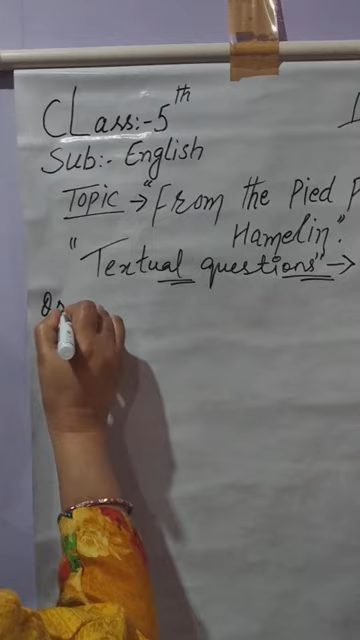 CLass:-5th
Sub:- English
Topic → "From the Pied
Hamelin".
"Textual questions" →